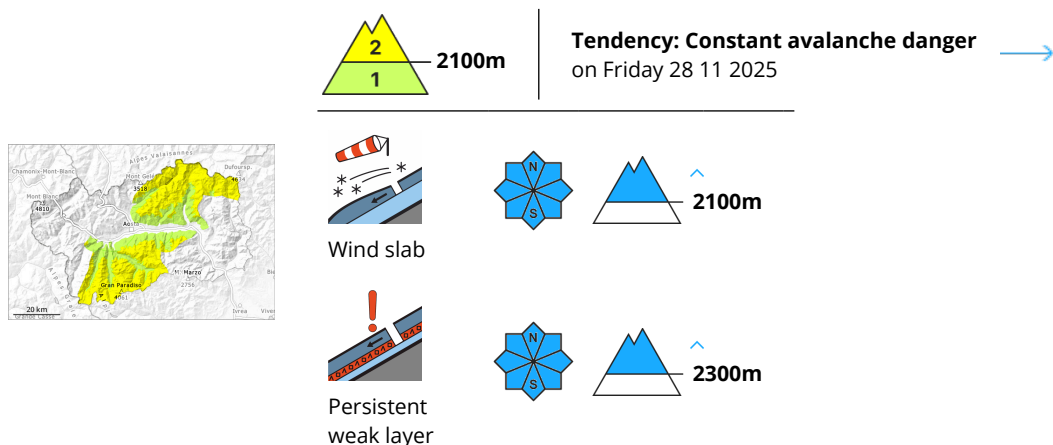 2
1
2100m
Tendency: Constant avalanche danger
on Friday 28 11 2025
Alpes Valaisannes
Chamonix-Mont-Blanc
Mont Gelé
3518
Dufoursp.
Mont Blanc
4810
Aosta
Gran Paradiso
4061
M. Marzo
2756
20 km
Ivrea
Wind slab
N
S
2100m
Persistent
weak layer
N
S
2300m